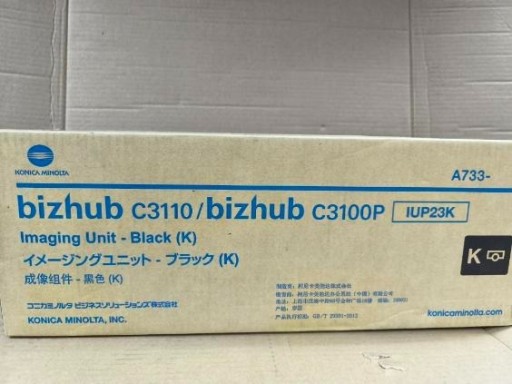 KONICA MINOLTA
A733-
bizhub C3110/bizhub C3100P IUP23K
Imaging Unit - Black (K)
イメージングユニット - ブラック (K)
成像组件 - 黑色 (K)
K
コニカミノルタ ビジネスソリューションズ株式会社
KONICA MINOLTA, INC.
konicaminolta.com